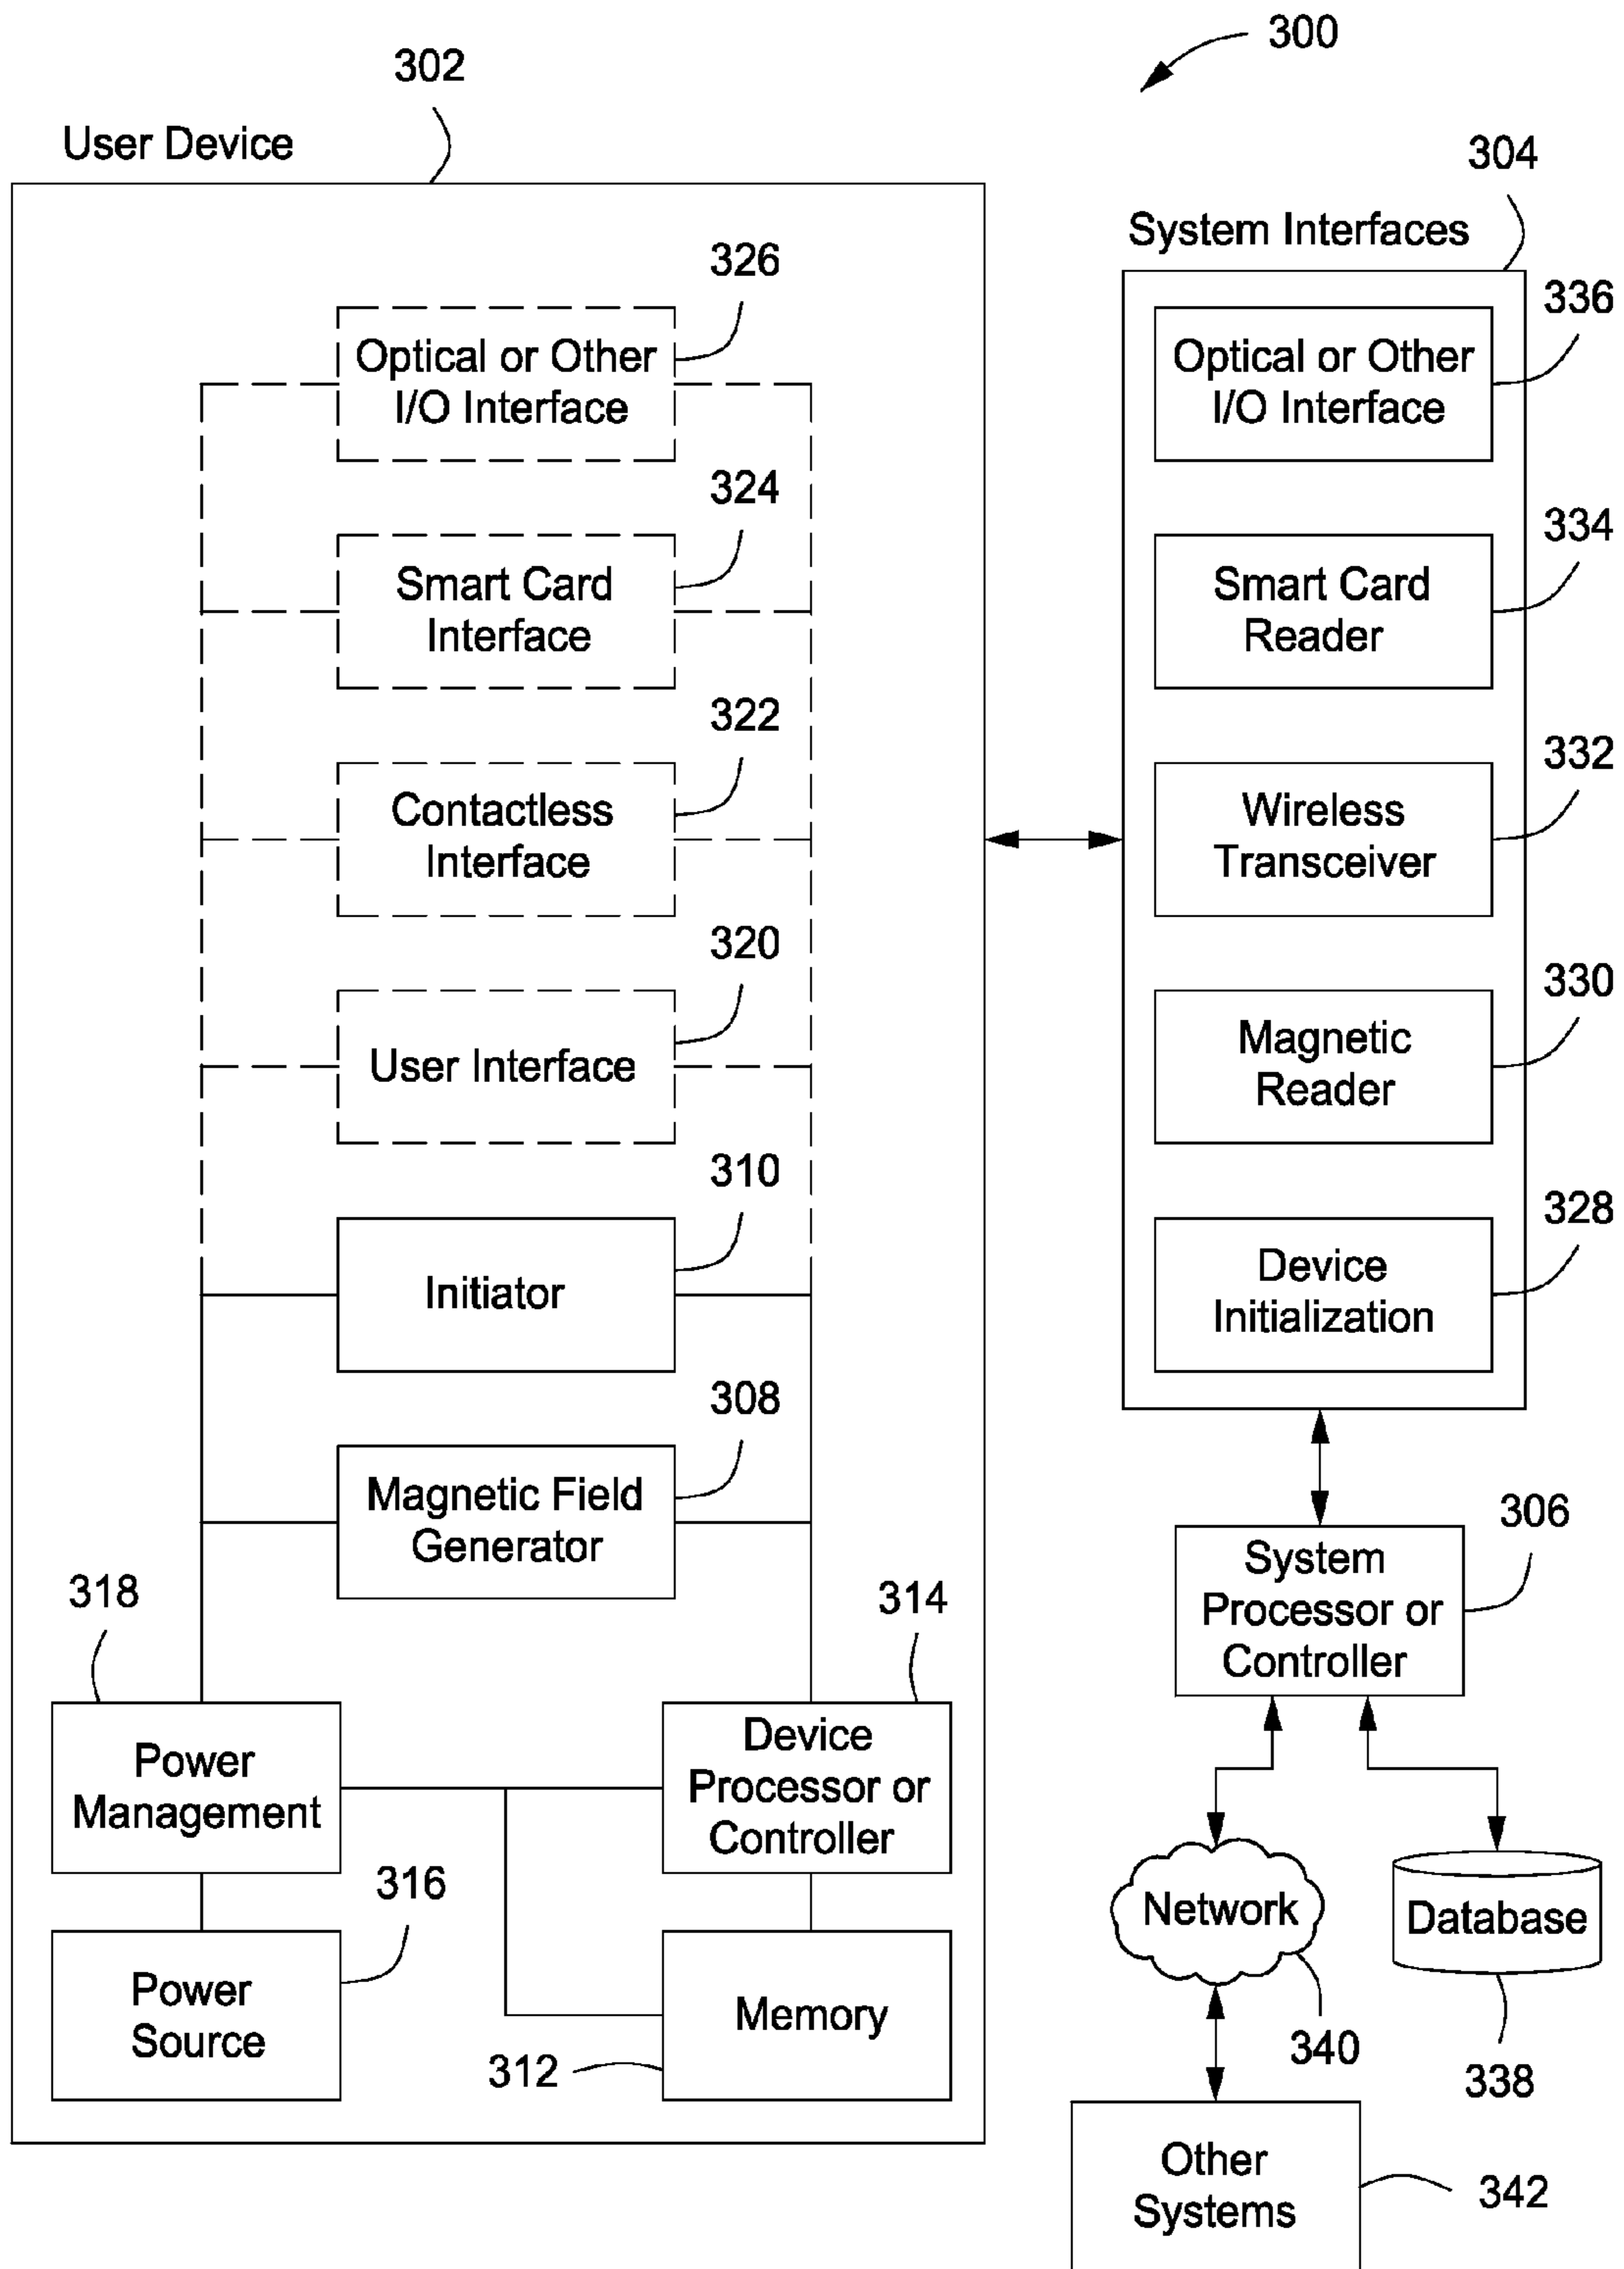 300
302
User Device
304
System Interfaces
326
Optical or Other
I/O Interface
324
Smart Card
Interface
322
Contactless
Interface
320
User Interface
310
Initiator
308
Magnetic Field
Generator
318
Power
Management
314
Device
Processor or
Controller
316
Power
Source
312
Memory
336
Optical or Other
I/O Interface
334
Smart Card
Reader
332
Wireless
Transceiver
330
Magnetic
Reader
328
Device
Initialization
306
System
Processor or
Controller
Network
340
Database
338
Other
Systems
342